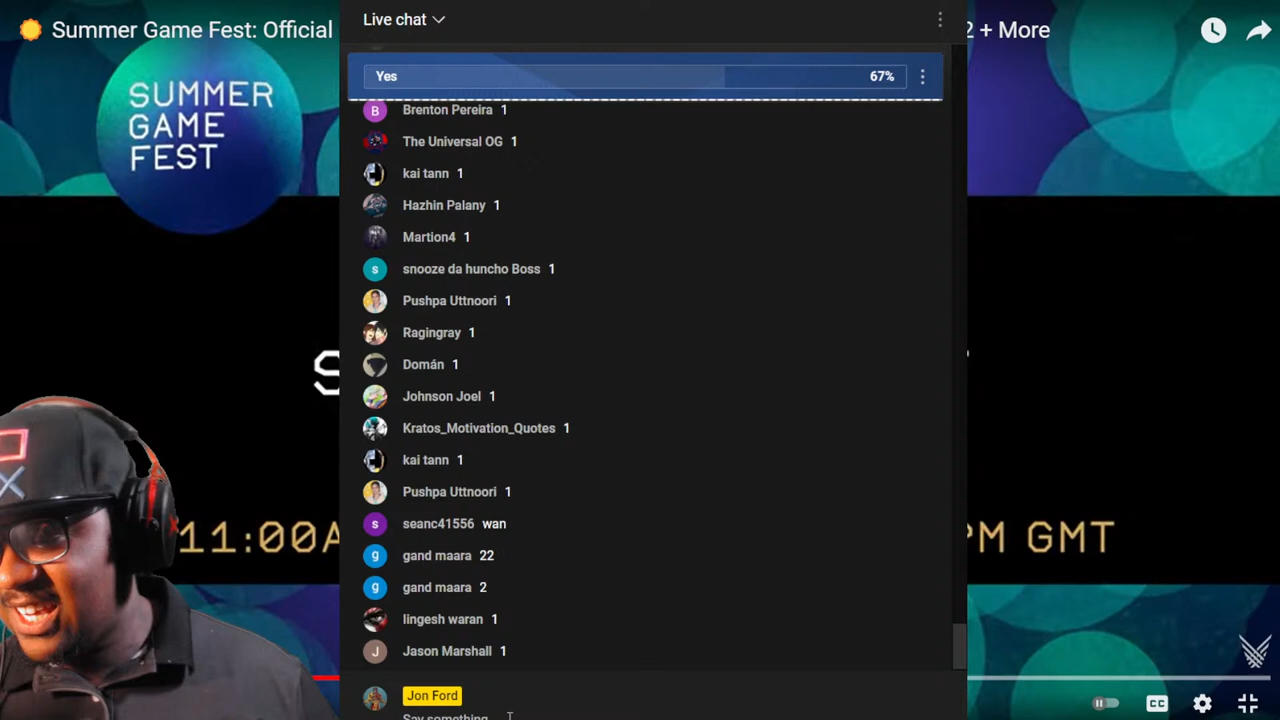 Summer Game Fest: Official
Live chat
2 + More
SUMMER
GAME
FEST
Yes 67%
B Brenton Pereira 1
The Universal OG 1
kai tann 1
Hazhin Palany 1
Martion4 1
s snooze da huncho Boss 1
Pushpa Uttnoori 1
Ragingray 1
Domán 1
Johnson Joel 1
Kratos_Motivation_Quotes 1
kai tann 1
Pushpa Uttnoori 1
s seanc41556 wan
g gand maara 22
g gand maara 2
lingesh waran 1
J Jason Marshall 1
Jon Ford
Say something
S
11:00A
PM GMT
CC